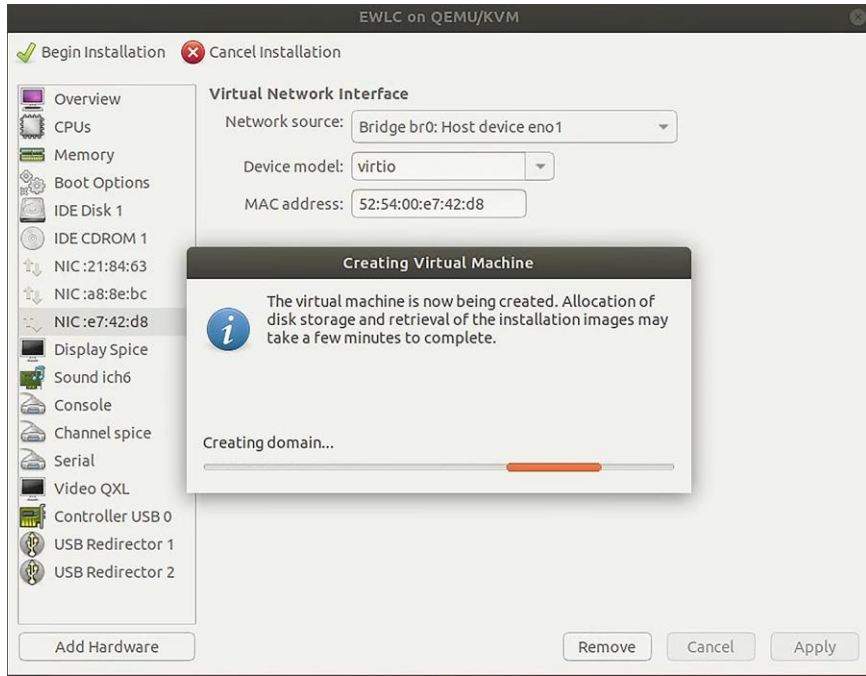 EWLC on QEMU/KVM
Begin Installation
Cancel Installation
Overview
CPUs
Memory
Boot Options
IDE Disk 1
IDE CDROM 1
NIC :21:84:63
NIC :a8:8e:bc
NIC :e7:42:d8
Display Spice
Sound ich6
Console
Channel spice
Serial
Video QXL
Controller USB 0
USB Redirector 1
USB Redirector 2
Add Hardware
Virtual Network Interface
Network source: Bridge br0: Host device eno1
Device model: virtio
MAC address: 52:54:00:e7:42:d8
Creating Virtual Machine
The virtual machine is now being created. Allocation of
disk storage and retrieval of the installation images may
take a few minutes to complete.
Creating domain...
Remove
Cancel
Apply